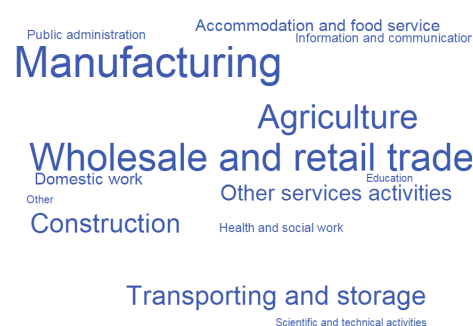 Accommodation and food service
Public administration
Information and communication
Manufacturing
Agriculture
Wholesale and retail trade
Education
Domestic work
Other services activities
Other
Construction
Health and social work
Transporting and storage
Scientific and technical activities